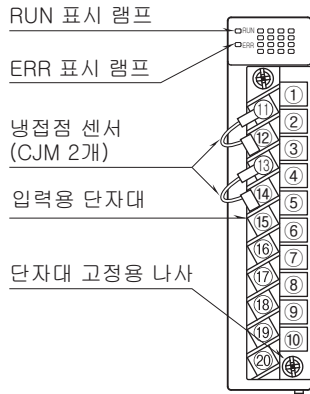 RUN 표시 램프
RUN
ERR
ERR 표시 램프
냉접점 센서
(CJM 2개)
입력용 단자대
단자대 고정용 나사
①
⑪
②
⑫
③
⑬
④
⑭
⑤
⑮
⑥
⑯
⑦
⑰
⑧
⑱
⑨
⑲
⑩
⑳